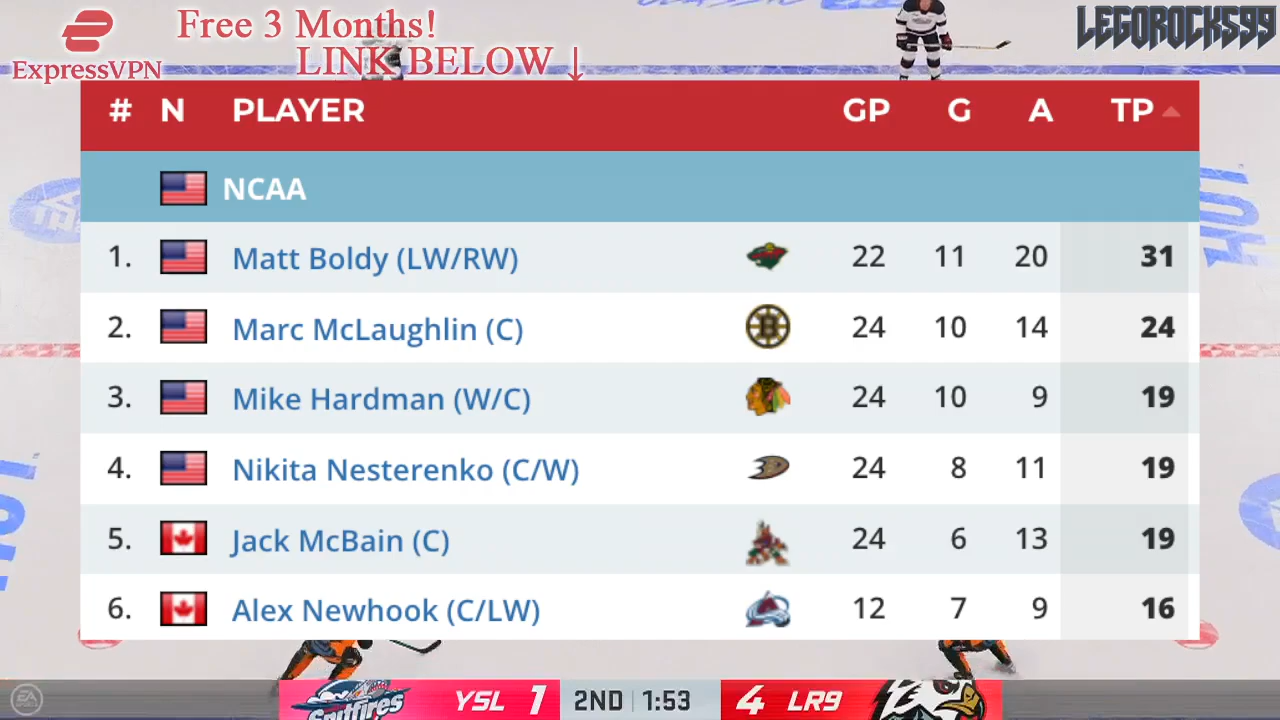 Free 3 Months!
LEGOROCKS99
LINK BELOW ↓
ExpressVPN
# N PLAYER GP G A TP
NCAA
1. Matt Boldy (LW/RW) 22 11 20 31
2. Marc McLaughlin (C) 24 10 14 24
3. Mike Hardman (W/C) 24 10 9 19
4. Nikita Nesterenko (C/W) 24 8 11 19
5. Jack McBain (C) 24 6 13 19
6. Alex Newhook (C/LW) 12 7 9 16
EA
SPORTS
Spitfires YSL 1 2ND 1:53 4 LR9